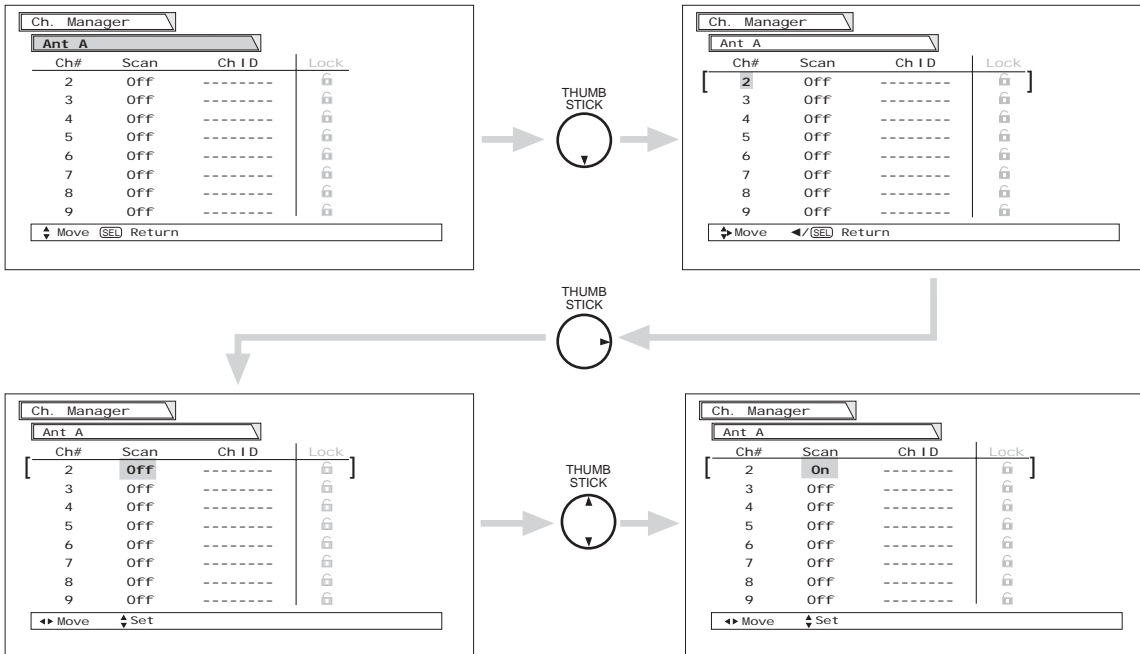 Ch. Manager
Ant A
Ch# Scan Ch ID Lock
2 Off --------
3 Off --------
4 Off --------
5 Off --------
6 Off --------
7 Off --------
8 Off --------
9 Off --------
Move SEL Return
THUMB
STICK
Ch. Manager
Ant A
Ch# Scan Ch ID Lock
[ 2 Off -------- ]
3 Off --------
4 Off --------
5 Off --------
6 Off --------
7 Off --------
8 Off --------
9 Off --------
Move ◄/SEL Return
THUMB
STICK
Ch. Manager
Ant A
Ch# Scan Ch ID Lock
[ 2 Off -------- ]
3 Off --------
4 Off --------
5 Off --------
6 Off --------
7 Off --------
8 Off --------
9 Off --------
Move Set
THUMB
STICK
Ch. Manager
Ant A
Ch# Scan Ch ID Lock
[ 2 On -------- ]
3 Off --------
4 Off --------
5 Off --------
6 Off --------
7 Off --------
8 Off --------
9 Off --------
Move Set